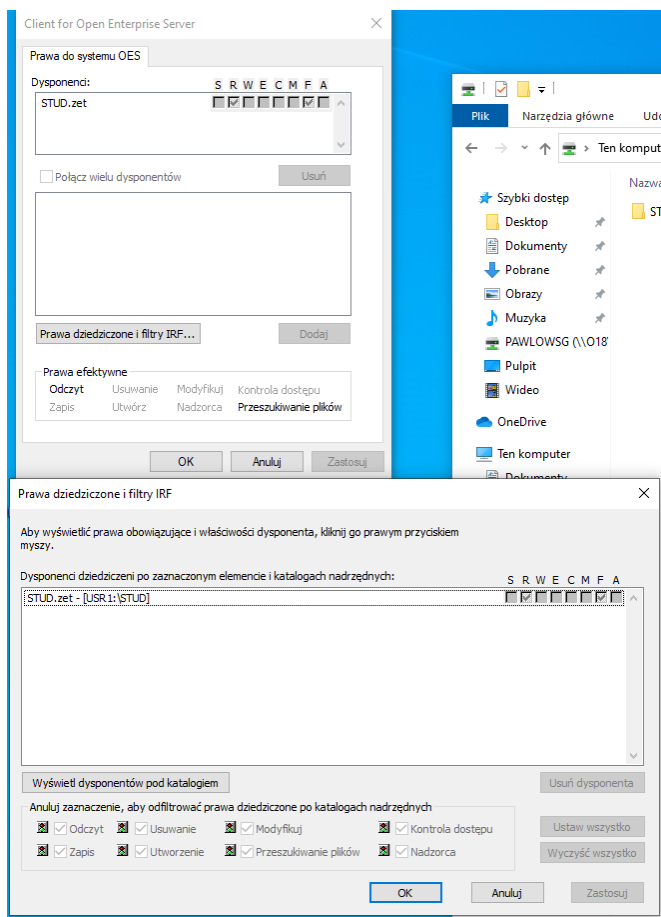 Client for Open Enterprise Server
Prawa do systemu OES
Dysponenci:
S R W E C M F A
STUD.zet
Połącz wielu dysponentów
Usuń
Prawa dziedziczone i filtry IRF...
Dodaj
Prawa efektywne
Odczyt Usuwanie Modyfikuj Kontrola dostępu
Zapis Utwórz Nadzorca Przeszukiwanie plików
OK Anuluj Zastosuj
Plik Narzędzia główne
Ten komput
Nazwa
Szybki dostęp
ST
Desktop
Dokumenty
Pobrane
Obrazy
Muzyka
PAWLOWSG (\\O18
Pulpit
Wideo
OneDrive
Ten komputer
Dokumenty
Prawa dziedziczone i filtry IRF
Aby wyświetlić prawa obowiązujące i właściwości dysponenta, kliknij go prawym przyciskiem
myszy.
Dysponenci dziedziczeni po zaznaczonym elemencie i katalogach nadrzędnych:
S R W E C M F A
STUD.zet - [USR1:\STUD]
Wyświetl dysponentów pod katalogiem
Usuń dysponenta
Anuluj zaznaczenie, aby odfiltrować prawa dziedziczone po katalogach nadrzędnych
Odczyt Usuwanie Modyfikuj Kontrola dostępu
Zapis Utworzenie Przeszukiwanie plików Nadzorca
Ustaw wszystko
Wyczyść wszystko
OK Anuluj Zastosuj